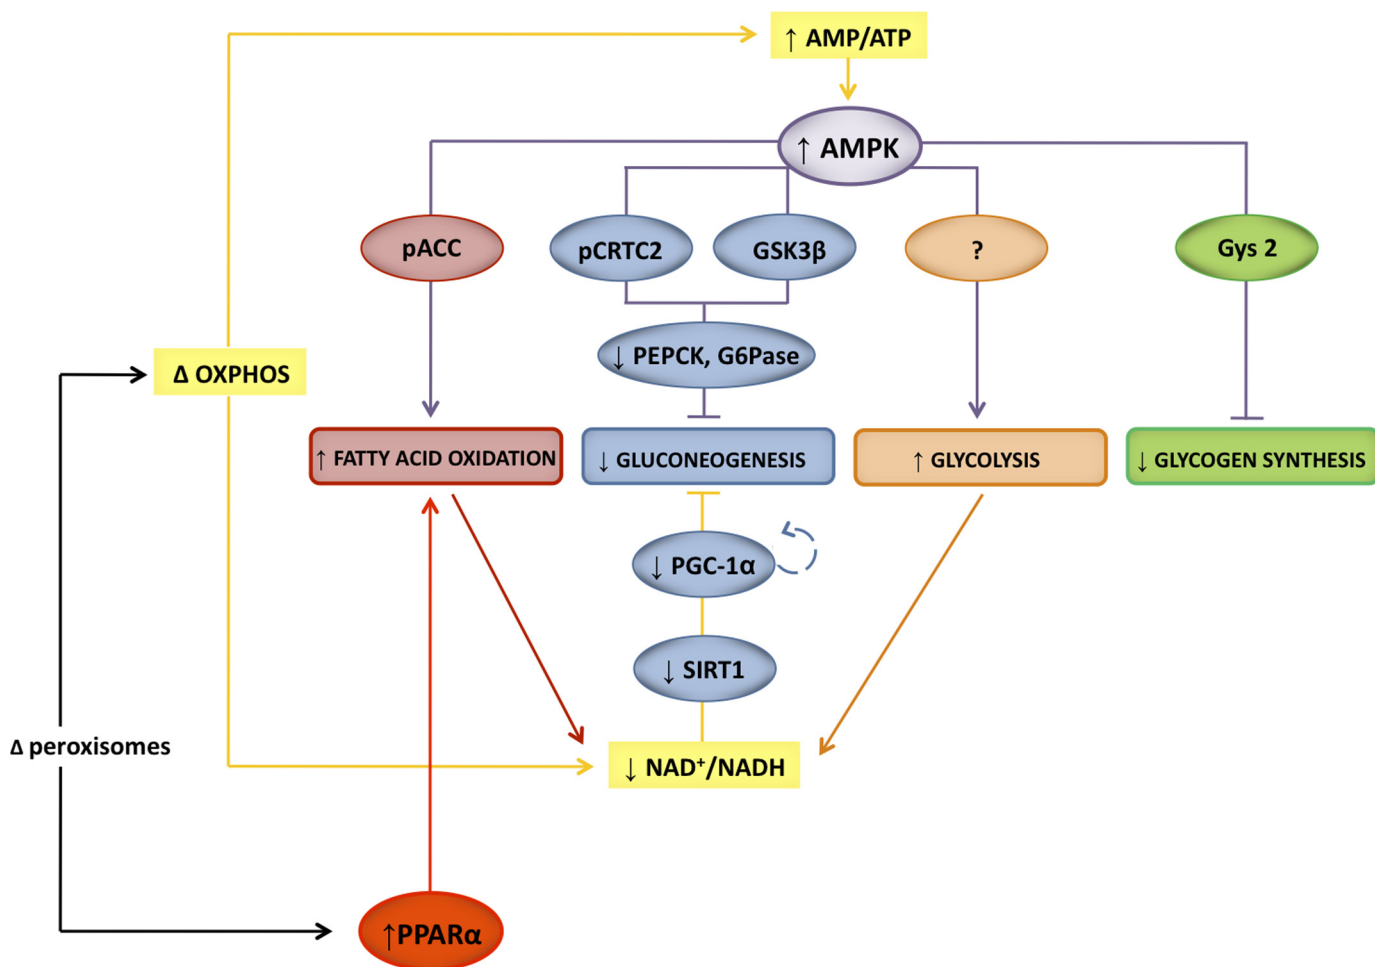 ↑ AMP/ATP
↑ AMPK
pACC
pCRTC2
GSK3β
?
Gys 2
↓ PEPCK, G6Pase
Δ OXPHOS
↑ FATTY ACID OXIDATION
↓ GLUCONEOGENESIS
↑ GLYCOLYSIS
↓ GLYCOGEN SYNTHESIS
↓ PGC-1α
↓ SIRT1
Δ peroxisomes
↓ NAD⁺/NADH
↑PPARα